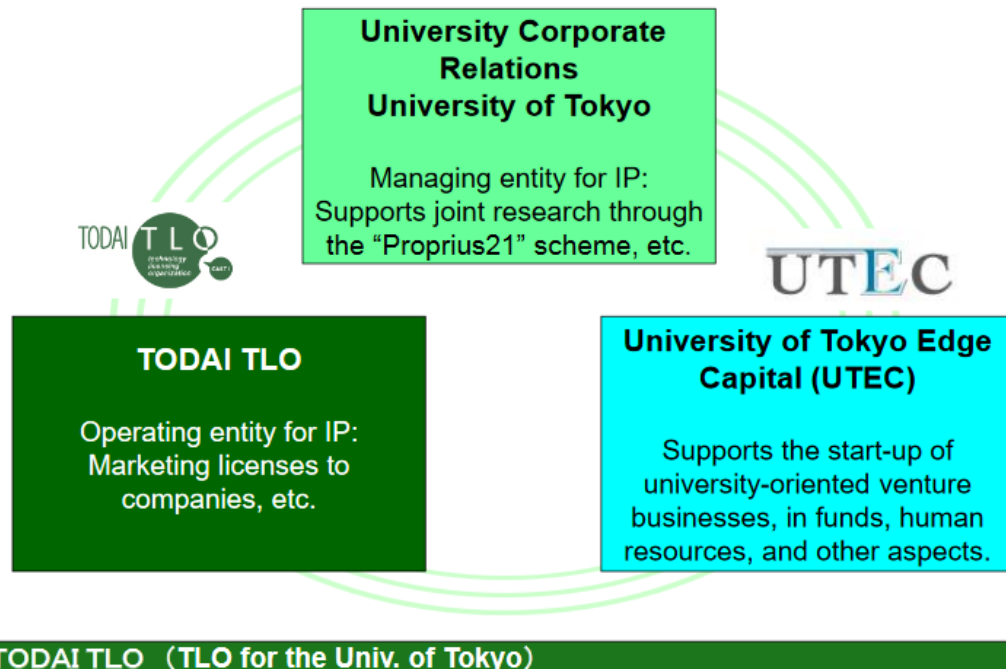 University Corporate
Relations
University of Tokyo
Managing entity for IP:
Supports joint research through
the “Proprius21” scheme, etc.
TODAI TLO
technology
licensing
organization
UTEC
TODAI TLO
Operating entity for IP:
Marketing licenses to
companies, etc.
University of Tokyo Edge
Capital (UTEC)
Supports the start-up of
university-oriented venture
businesses, in funds, human
resources, and other aspects.
TODAI TLO （TLO for the Univ. of Tokyo）